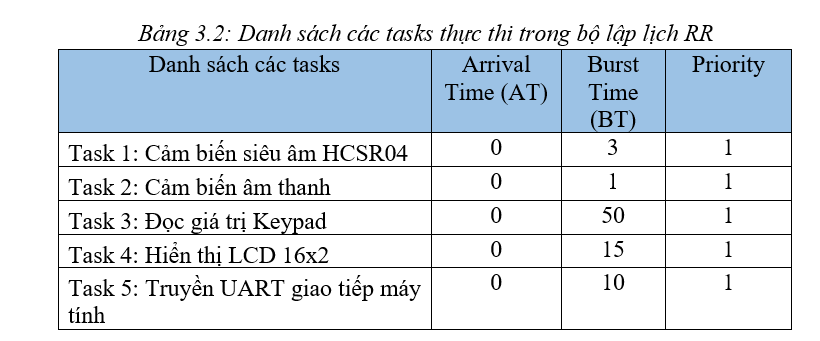 Bảng 3.2: Danh sách các tasks thực thi trong bộ lập lịch RR
Danh sách các tasks Arrival Time (AT) Burst Time (BT) Priority
Task 1: Cảm biến siêu âm HCSR04 0 3 1
Task 2: Cảm biến âm thanh 0 1 1
Task 3: Đọc giá trị Keypad 0 50 1
Task 4: Hiển thị LCD 16x2 0 15 1
Task 5: Truyền UART giao tiếp máy 0 10 1
tính